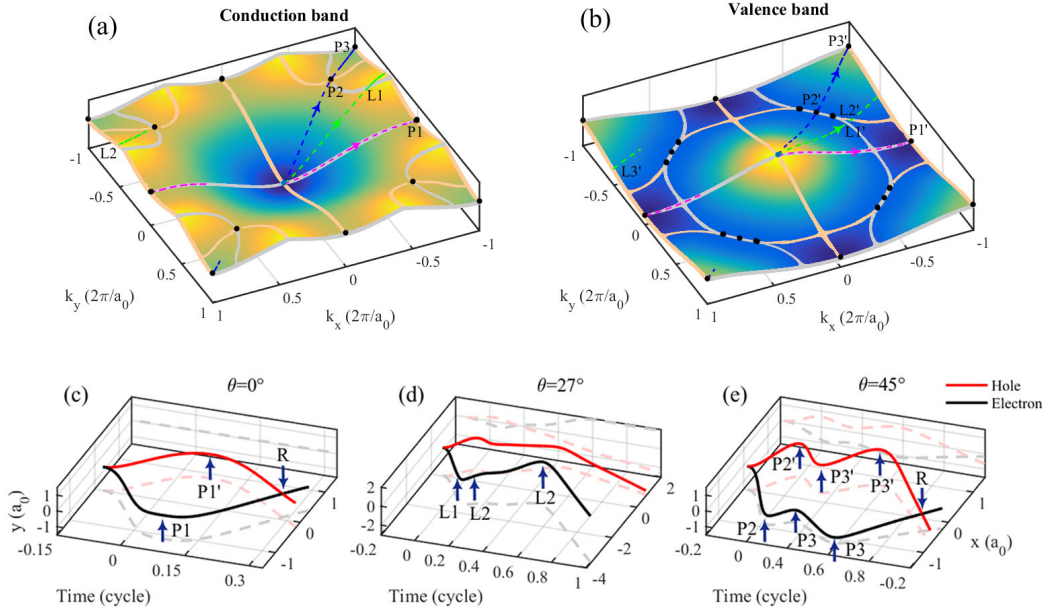 Conduction band
Valence band
(a)
(b)
P3
P2
L1
P1
L2
P3'
P2'
L2'
L1'
P1'
L3'
-1
-0.5
0
0.5
1
1
0.5
0
-0.5
-1
k_y (2π/a_0)
k_x (2π/a_0)
-1
-0.5
0
0.5
1
1
0.5
0
-0.5
-1
k_y (2π/a_0)
k_x (2π/a_0)
(c)
θ=0°
(d)
θ=27°
(e)
θ=45°
Hole
Electron
y (a_0)
1
0
-1
P1'
R
P1
-0.15
0
0.15
0.3
-1
0
1
Time (cycle)
2
0
-2
L1
L2
L2
-0.2
0
0.2
0.4
0.6
0.8
1
-4
-2
0
2
Time (cycle)
1
0
-1
P2'
P3'
P3'
R
P2
P3
P3
-0.2
0
0.2
0.4
0.6
0.8
-0.2
-1
0
1
x (a_0)
Time (cycle)